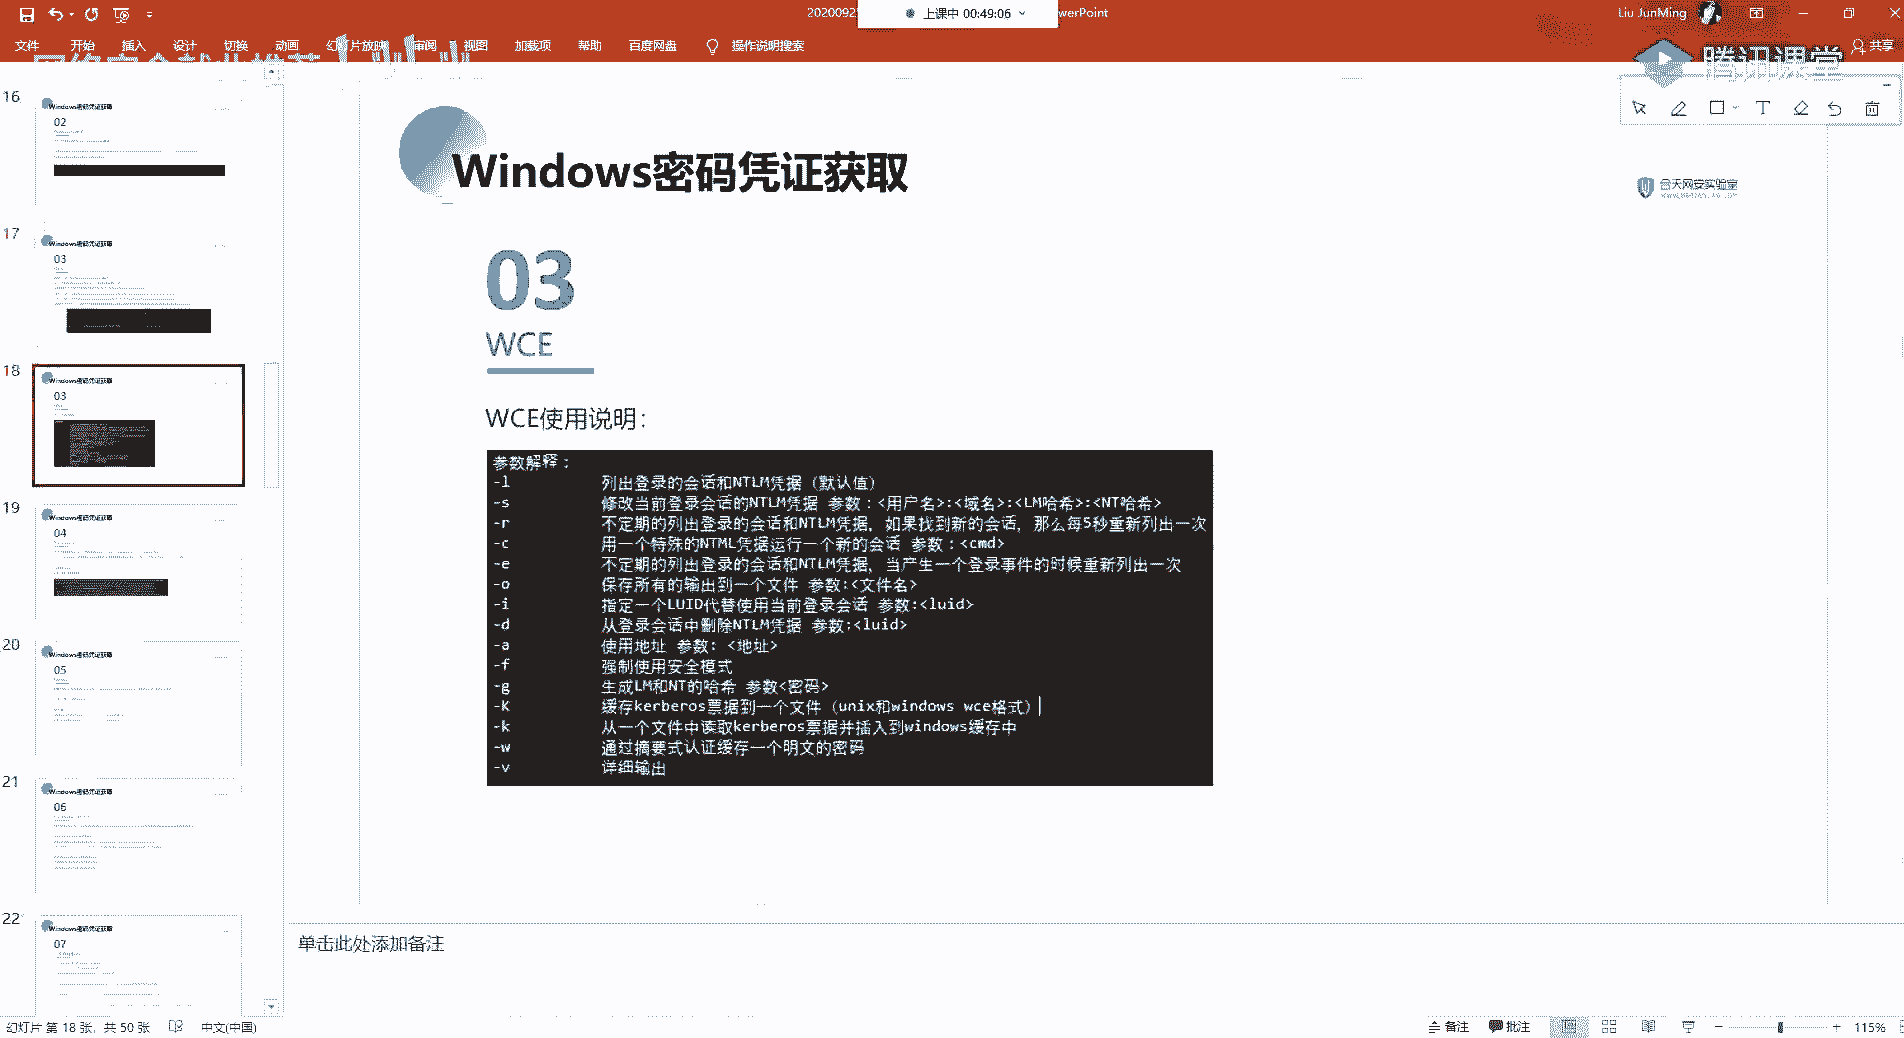 2020092
上课中 00:49:06
werPoint
Liu JunMing
文件 开始 插入 设计 切换 动画 幻灯片放映 审阅 视图 加载项 帮助 百度网盘 操作说明搜索
共享
腾讯课堂
16
Windows密码凭证获取
02
17
Windows密码凭证获取
03
18
Windows密码凭证获取
03
19
Windows密码凭证获取
04
20
Windows密码凭证获取
05
21
Windows密码凭证获取
06
22
Windows密码凭证获取
07
Windows密码凭证获取
合天网安实验室
03
WCE
WCE使用说明：
参数解释：
-l 列出登录的会话和NTLM凭据（默认值）
-s 修改当前登录会话的NTLM凭据 参数：<用户名>:<域名>:<LM哈希>:<NT哈希>
-r 不定期的列出登录的会话和NTLM凭据，如果找到新的会话，那么每5秒重新列出一次
-c 用一个特殊的NTML凭据运行一个新的会话 参数：<cmd>
-e 不定期的列出登录的会话和NTLM凭据，当产生一个登录事件的时候重新列出一次
-o 保存所有的输出到一个文件 参数:<文件名>
-i 指定一个LUID代替使用当前登录会话 参数:<luid>
-d 从登录会话中删除NTLM凭据 参数:<luid>
-a 使用地址 参数: <地址>
-f 强制使用安全模式
-g 生成LM和NT的哈希 参数<密码>
-K 缓存kerberos票据到一个文件（unix和windows wce格式）
-k 从一个文件中读取kerberos票据并插入到windows缓存中
-w 通过摘要式认证缓存一个明文的密码
-v 详细输出
单击此处添加备注
幻灯片 第 18 张，共 50 张 中文(中国)
备注 批注 115%